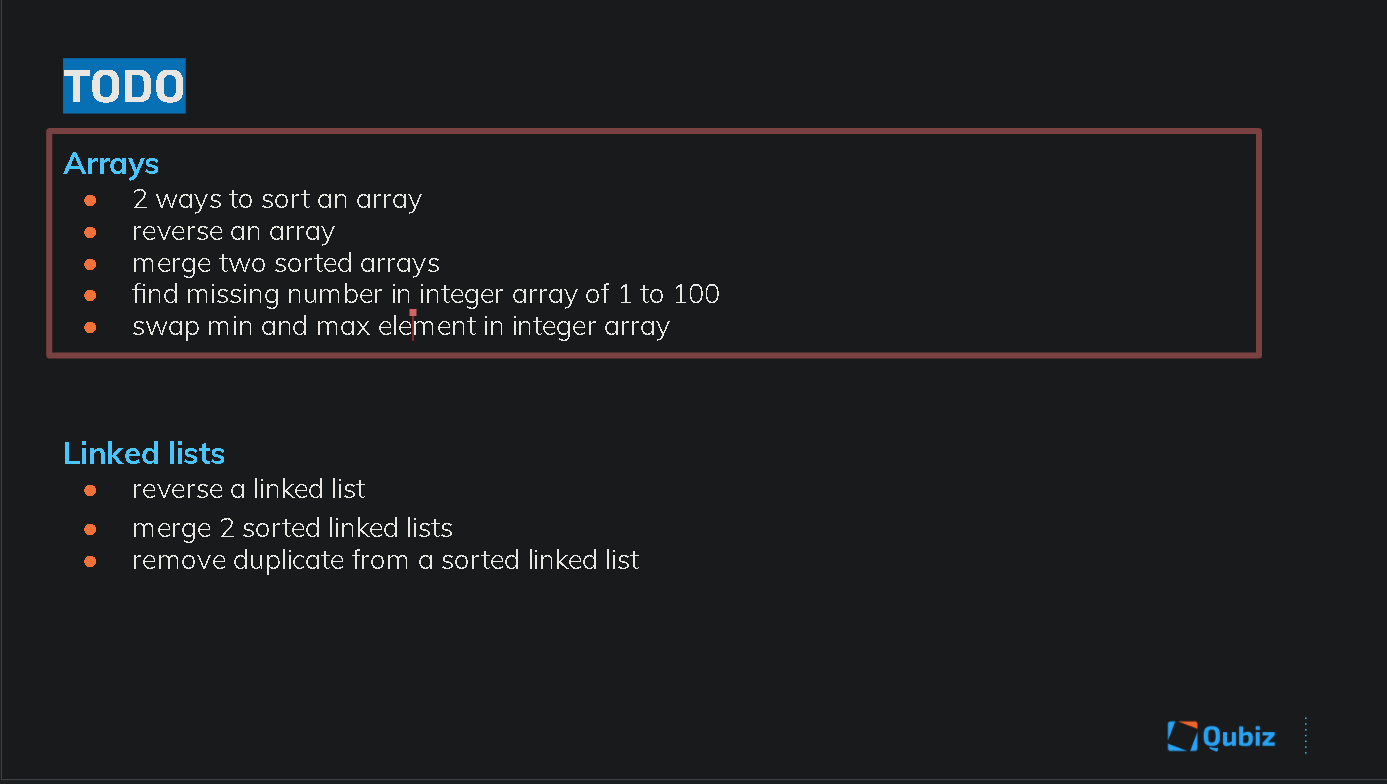 TODO
Arrays
● 2 ways to sort an array
● reverse an array
● merge two sorted arrays
● find missing number in integer array of 1 to 100
● swap min and max element in integer array
Linked lists
● reverse a linked list
● merge 2 sorted linked lists
● remove duplicate from a sorted linked list
Qubiz